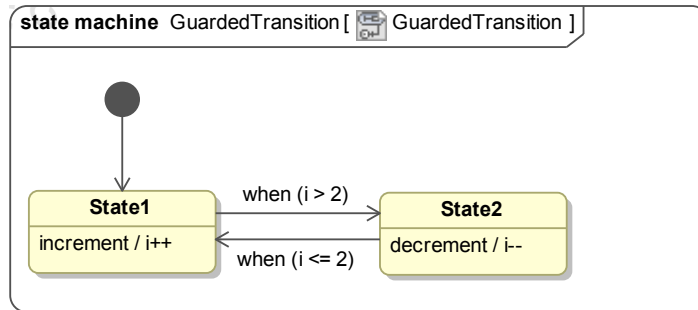 state machine GuardedTransition [ GuardedTransition ]
State1
increment / i++
when (i > 2)
when (i <= 2)
State2
decrement / i--